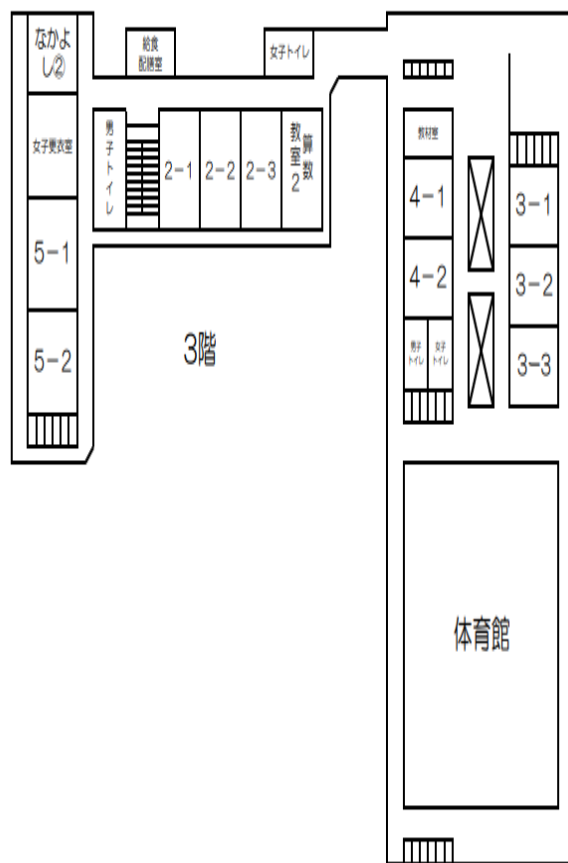 なかよ
し②
給食
配膳室
女子トイレ
女子更衣室
男子トイレ
2-1
2-2
2-3
算数
教室2
教材室
5-1
4-1
3-1
4-2
3-2
5-2
3階
男子
トイレ
女子
トイレ
3-3
体育館